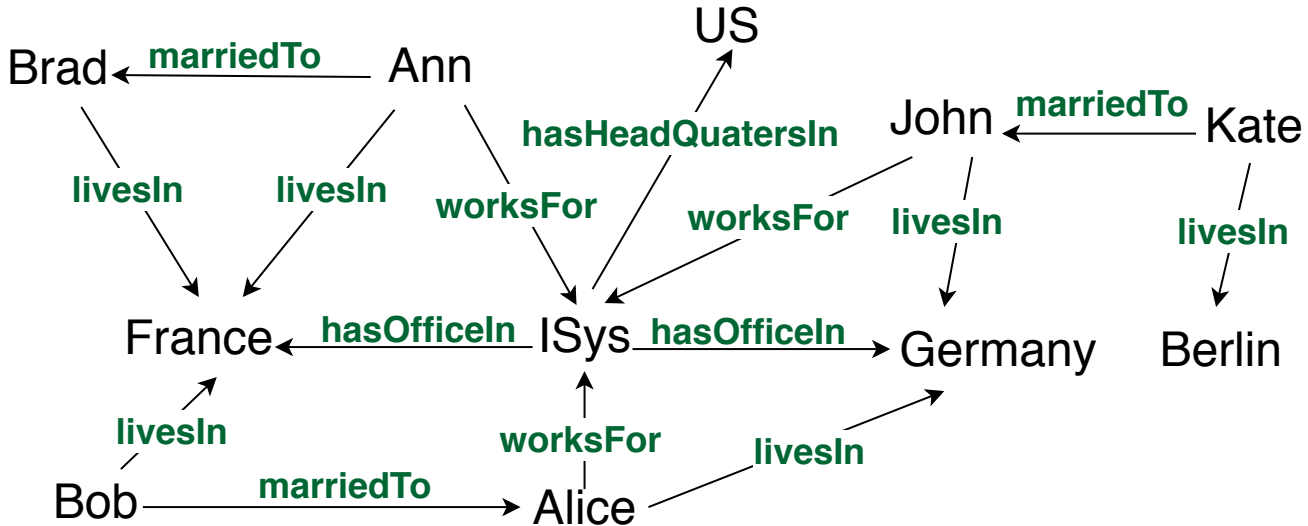 US
Brad
marriedTo
Ann
John
marriedTo
Kate
hasHeadQuatersIn
livesIn
livesIn
worksFor
worksFor
livesIn
livesIn
France
hasOfficeIn
ISys
hasOfficeIn
Germany
Berlin
livesIn
worksFor
livesIn
Bob
marriedTo
Alice